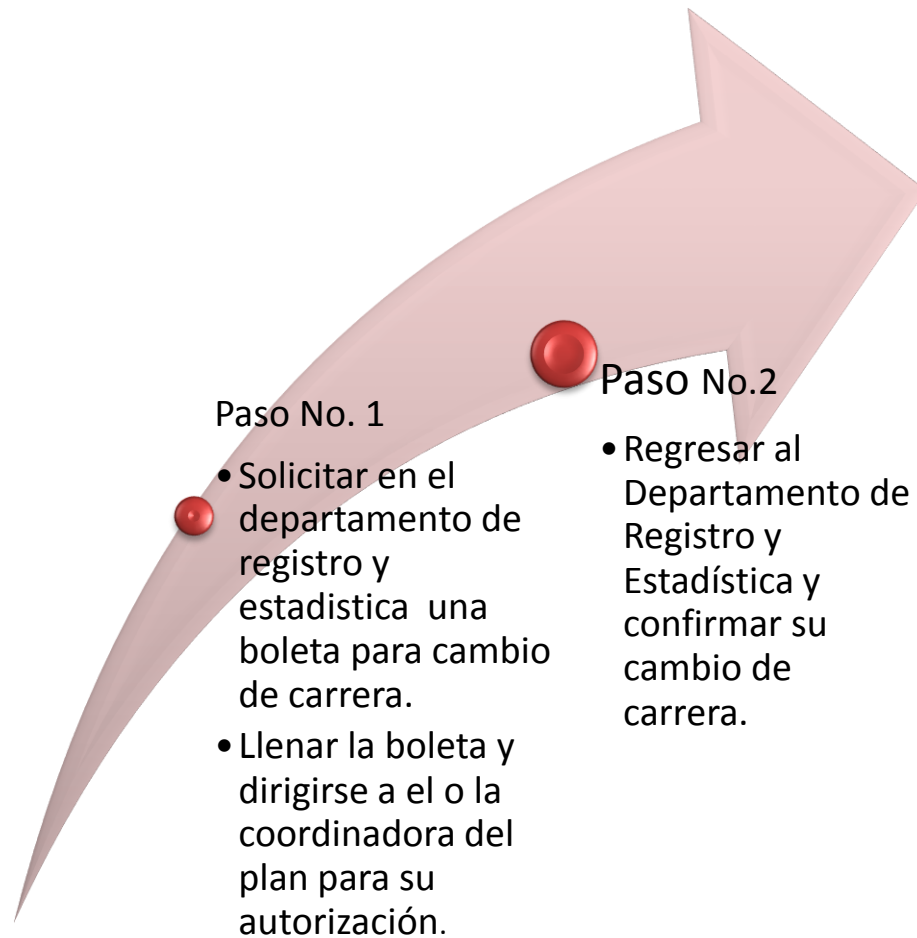 Paso No. 1
•Solicitar en el
departamento de
registro y
estadistica  una
boleta para cambio
de carrera.
•Llenar la boleta y
dirigirse a el o la
coordinadora del
plan para su
autorización.
Paso No.2
•Regresar al
Departamento de
Registro y
Estadística y
confirmar su
cambio de
carrera.